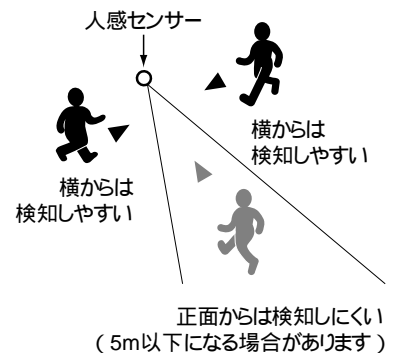 人感センサー
横からは
検知しやすい
横からは
検知しやすい
正面からは検知しにくい
（5m以下になる場合があります）